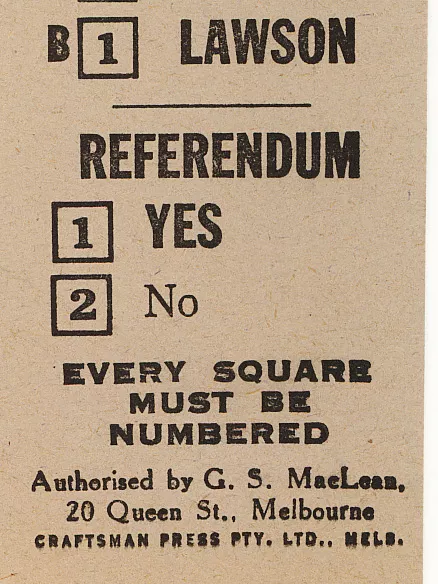 B 1 LAWSON
REFERENDUM
1 YES
2 No
EVERY SQUARE
MUST BE
NUMBERED
Authorised by G. S. MacLean,
20 Queen St., Melbourne
CRAFTSMAN PRESS PTY. LTD., MELB.